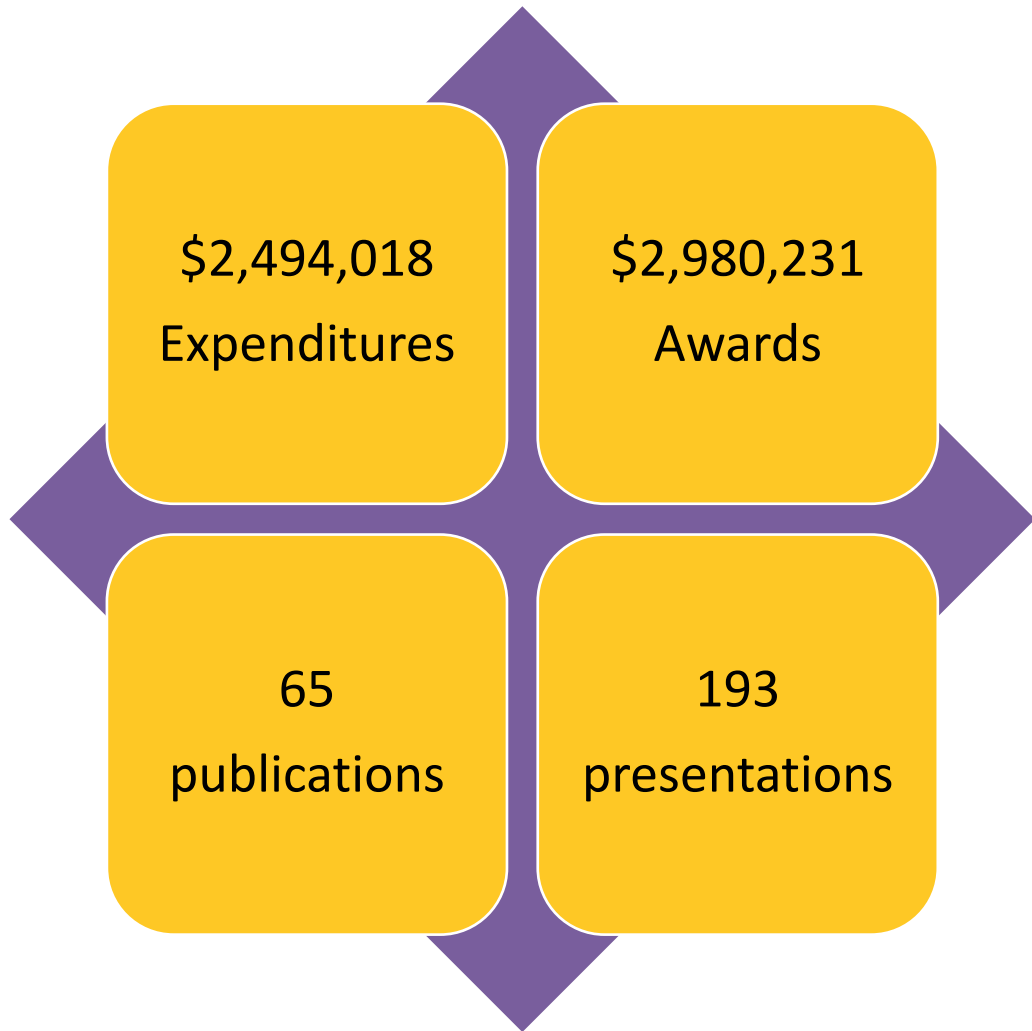 $2,494,018
Expenditures
$2,980,231
Awards
65
publications
193
presentations